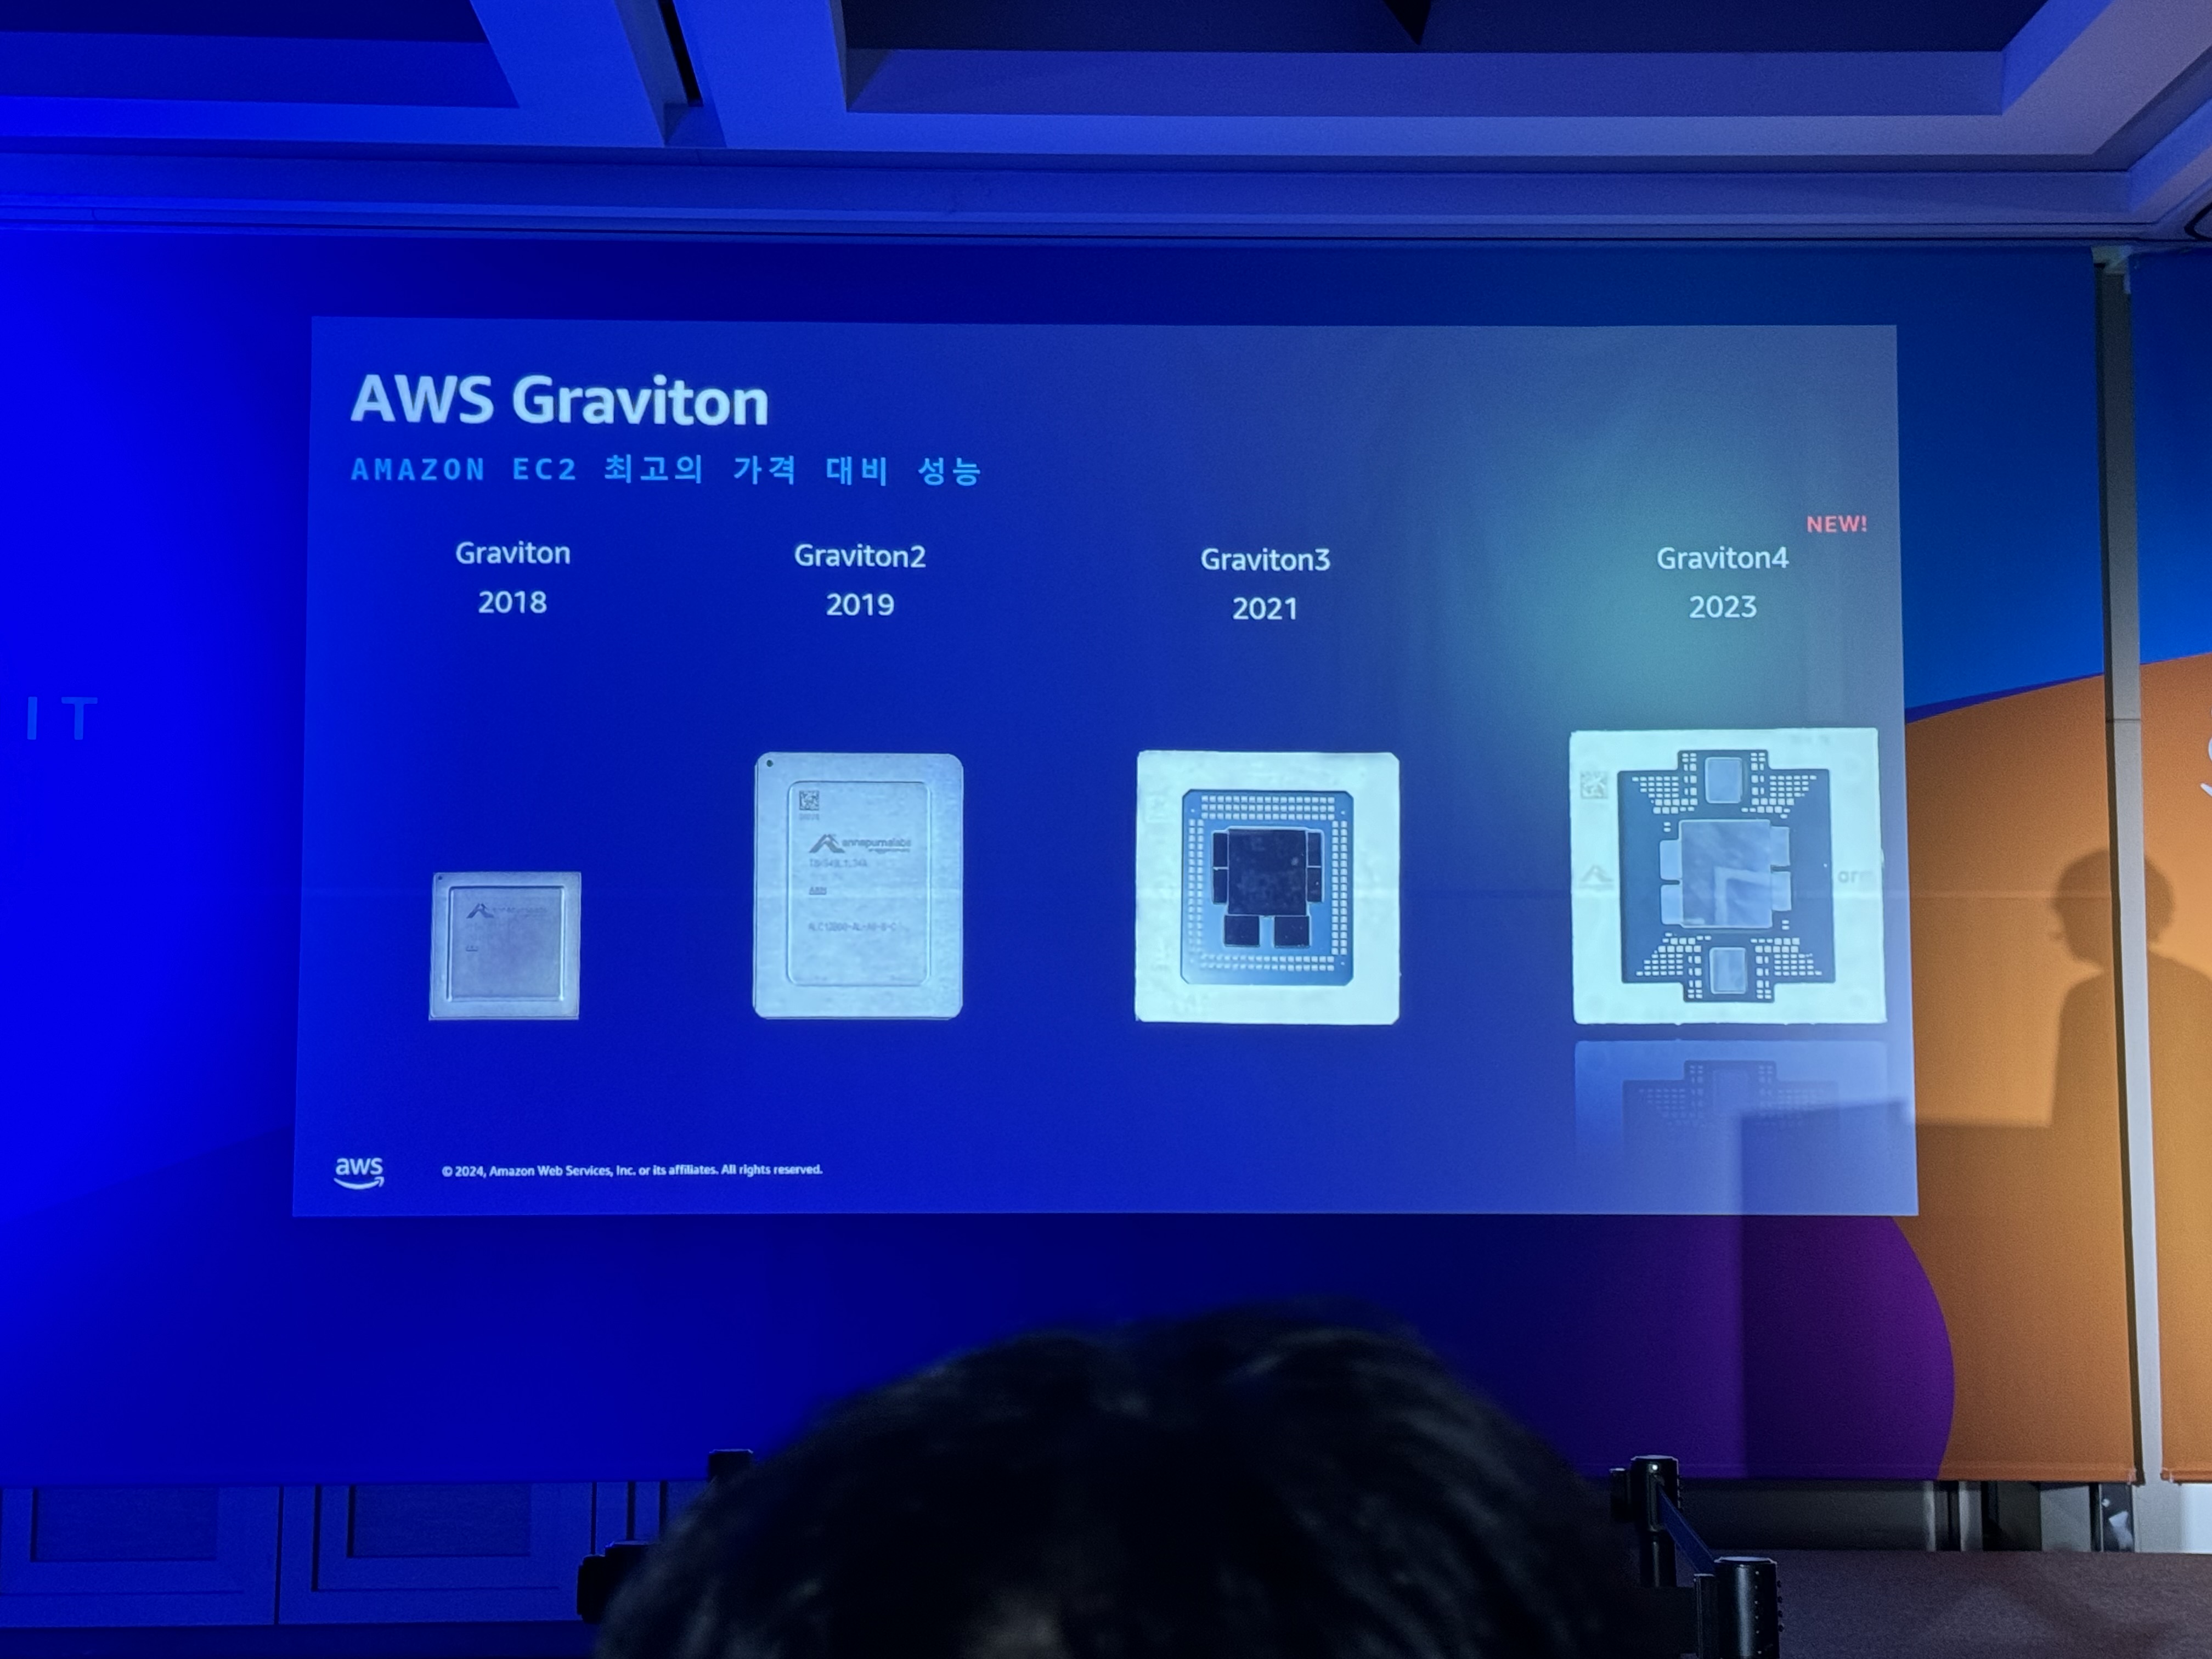 AWS Graviton
AMAZON EC2 최고의 가격 대비 성능
NEW!
Graviton
2018
Graviton2
2019
Graviton3
2021
Graviton4
2023
IT
annapurnalabs
arm
aws
© 2024, Amazon Web Services, Inc. or its affiliates. All rights reserved.